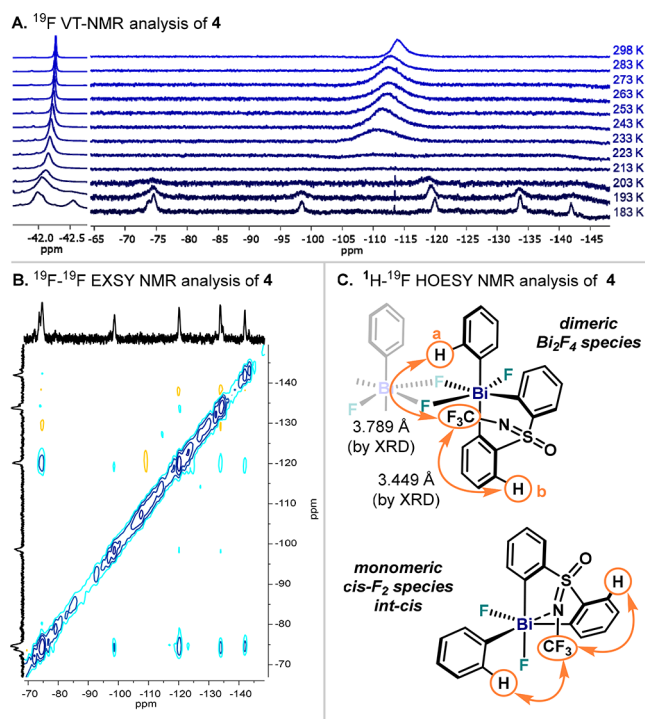 A. ¹⁹F VT-NMR analysis of 4
298 K
283 K
273 K
263 K
253 K
243 K
233 K
223 K
213 K
203 K
193 K
183 K
-42.0 -42.5 -65 -70 -75 -80 -85 -90 -95 -100 -105 -110 -115 -120 -125 -130 -135 -140 -145
ppm ppm
B. ¹⁹F-¹⁹F EXSY NMR analysis of 4
-140
-130
-120
-110
-100
-90
-80
-70
ppm
-70 -80 -90 -100 -110 -120 -130 -140
ppm
C. ¹H-¹⁹F HOESY NMR analysis of 4
a
H
dimeric
Bi₂F₄ species
F F
B Bi
F F
F₃C N
S O
3.789 Å
(by XRD)
3.449 Å
(by XRD)
H b
monomeric
cis-F₂ species
int-cis
O
S H
F N
Bi
F CF₃
H